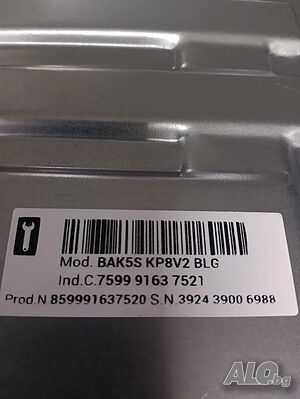 Mod. BAK5S KP8V2 BLG
Ind.C.7599 9163 7521
Prod.N.859991637520 S.N 3924 3900 6988
ALO.bg